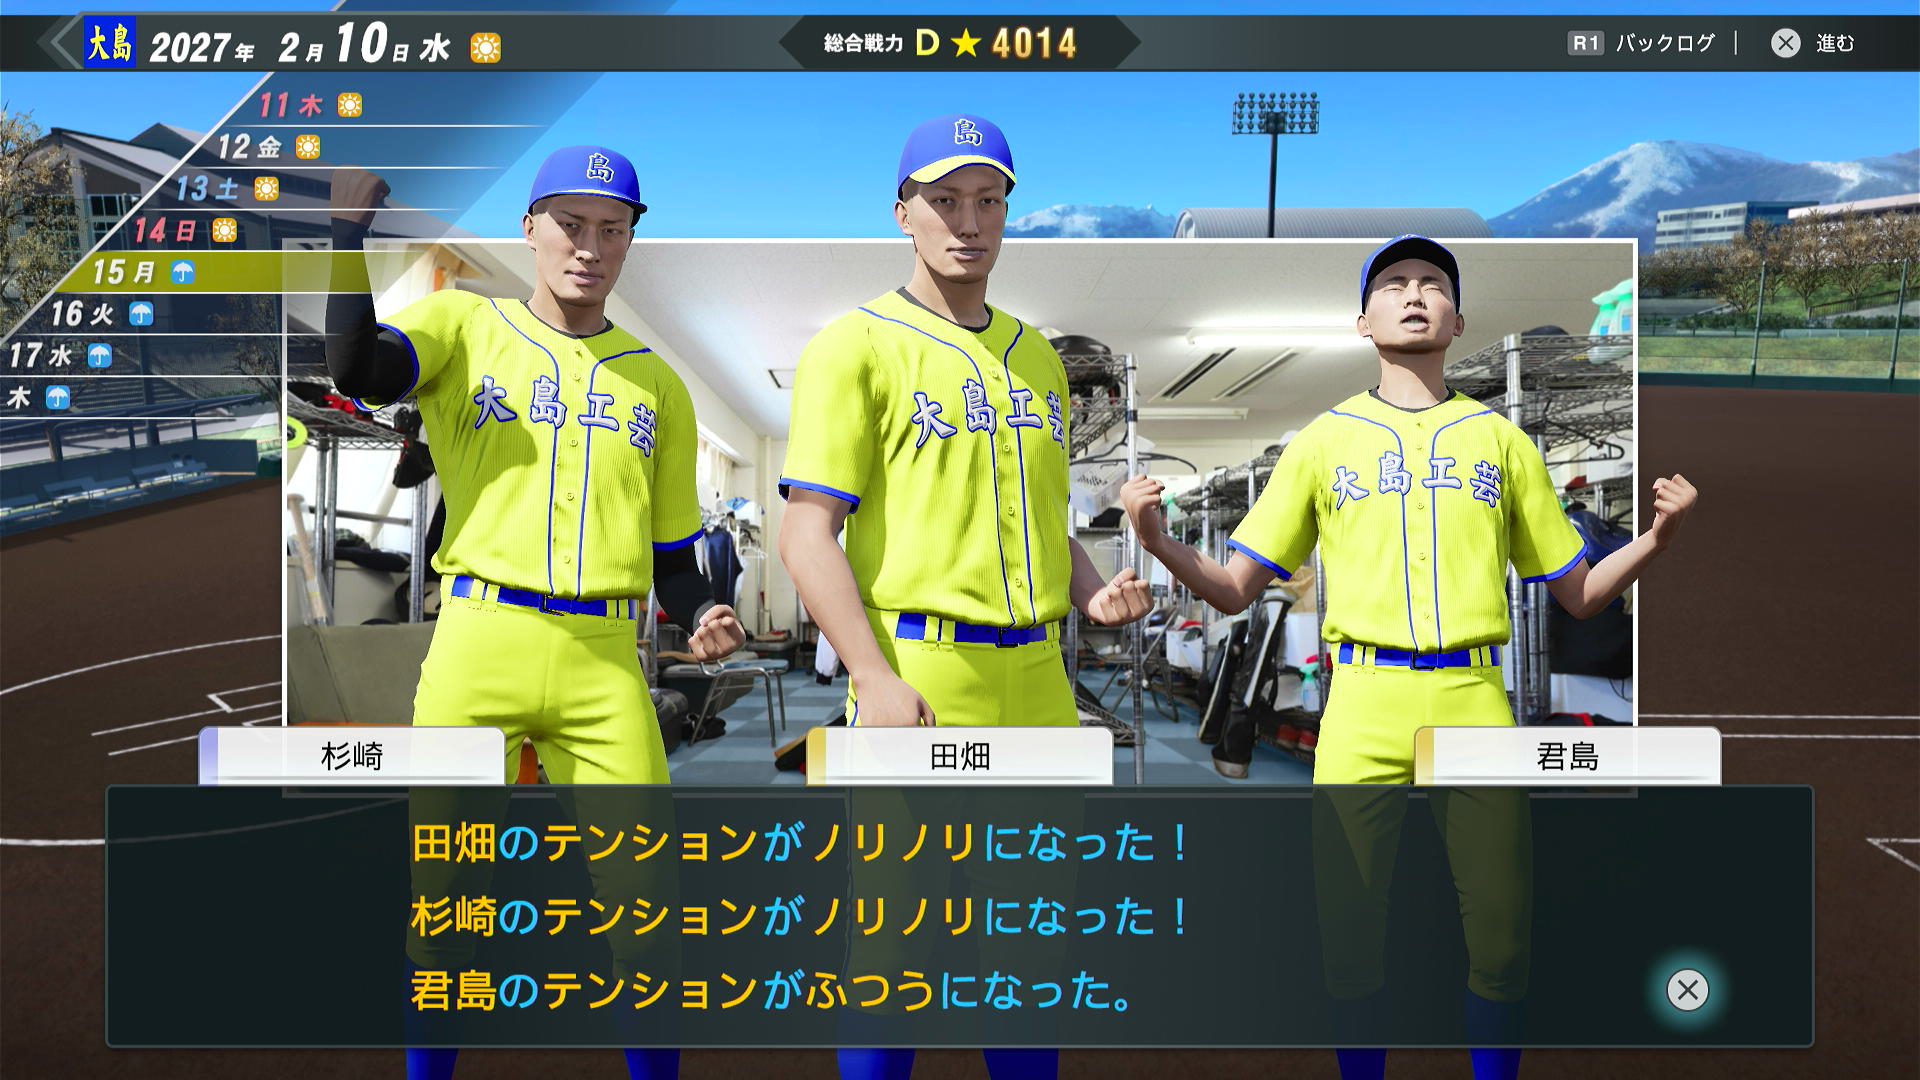 大島 2027年 2月10日 水
総合戦力 D ★ 4014
R1 バックログ | ⊗ 進む
11 木
12 金
13 土
14 日
15 月
16 火
17 水
木
島
島
大島工芸
大島工芸
大島工芸
杉崎
田畑
君島
田畑のテンションがノリノリになった！
杉崎のテンションがノリノリになった！
君島のテンションがふつうになった。